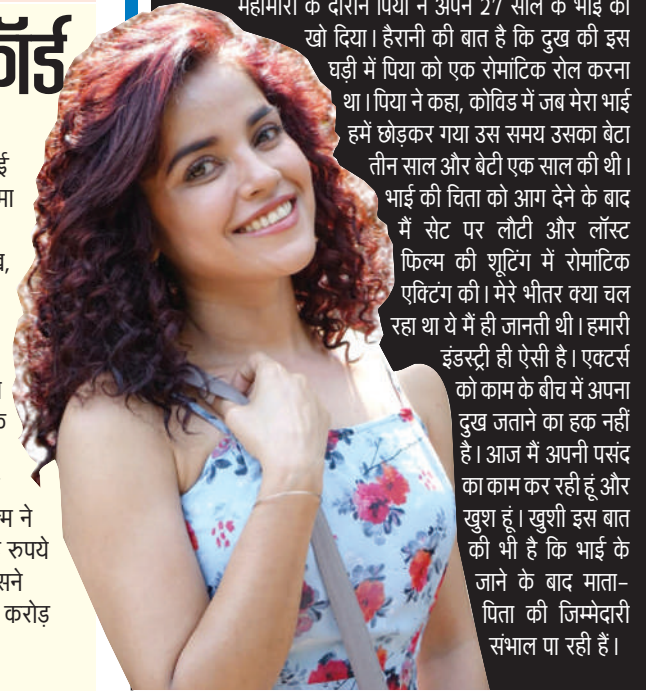 र्ड
ई
मा
म ने
रुपये
सने
करोड़
महामारी के दौरान पिया ने अपने 27 साल के भाई को
खो दिया। हैरानी की बात है कि दुख की इस
घड़ी में पिया को एक रोमांटिक रोल करना
था। पिया ने कहा, कोविड में जब मेरा भाई
हमें छोड़कर गया उस समय उसका बेटा
तीन साल और बेटी एक साल की थी।
भाई की चिता को आग देने के बाद
मैं सेट पर लौटी और लॉस्ट
फिल्म की शूटिंग में रोमांटिक
एक्टिंग की। मेरे भीतर क्या चल
रहा था ये मैं ही जानती थी। हमारी
इंडस्ट्री ही ऐसी है। एक्टर्स
को काम के बीच में अपना
दुख जताने का हक नहीं
है। आज मैं अपनी पसंद
का काम कर रही हूं और
खुश हूं। खुशी इस बात
की भी है कि भाई के
जाने के बाद माता-
पिता की जिम्मेदारी
संभाल पा रही हैं।